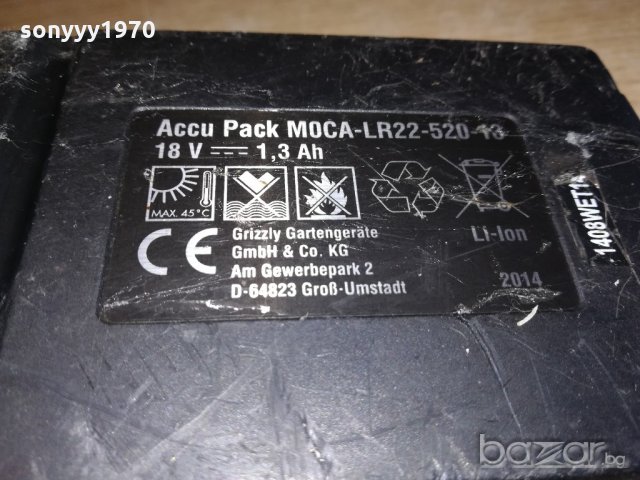 sonyyy1970
Accu Pack MOCA-LR22-520-13
18 V 1,3 Ah
MAX. 45°C
CE
Grizzly Gartengeräte
GmbH & Co. KG
Am Gewerbepark 2
D-64823 Groß-Umstadt
Li-Ion
2014
1408WET14
bazar.bg